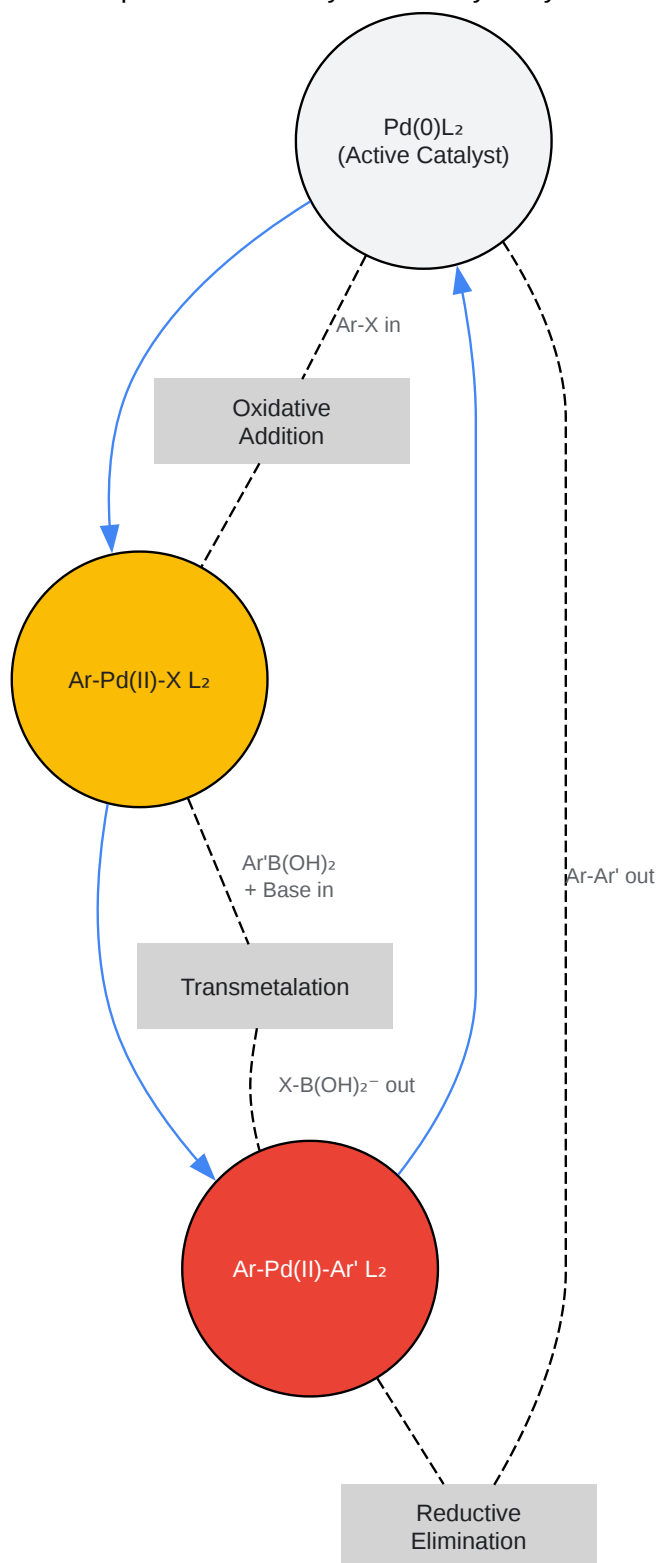 Pd(0)L₂
(Active Catalyst)
Ar-X in
Oxidative
Addition
Ar-Pd(II)-X L₂
Ar'B(OH)₂
+ Base in
Ar-Ar' out
Transmetalation
X-B(OH)₂⁻ out
Ar-Pd(II)-Ar' L₂
Reductive
Elimination